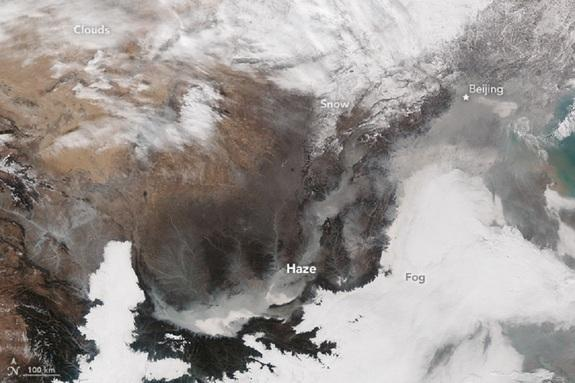 Clouds
Beijing
Snow
Haze
Fog
N 100 km